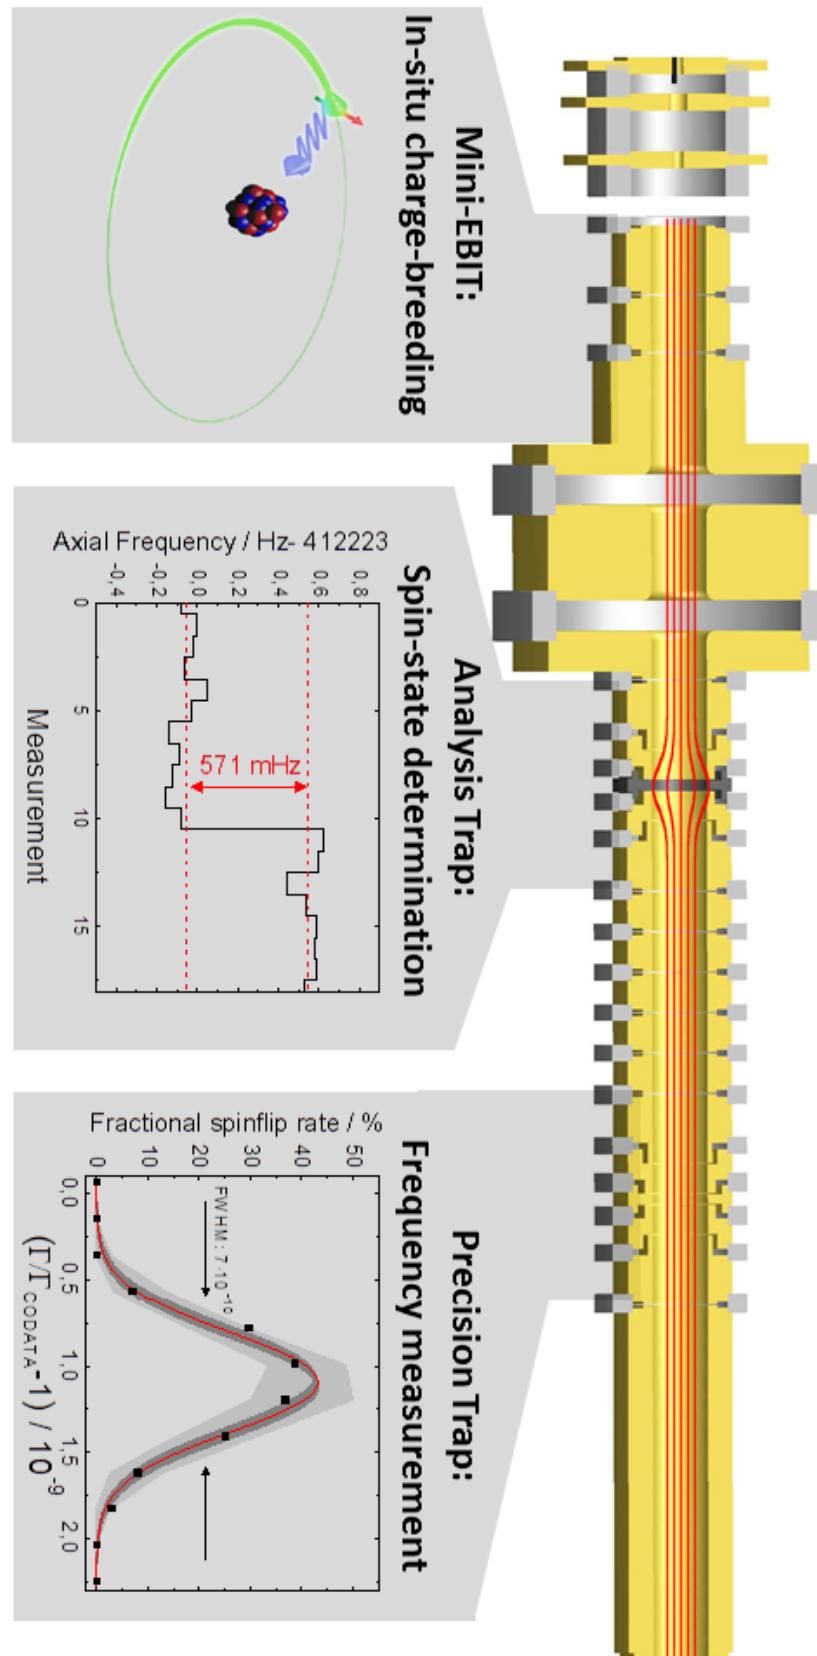 Mini-EBIT:
In-situ charge-breeding
Analysis Trap:
Spin-state determination
Axial Frequency / Hz- 412223
0,8
0,6
0,4
0,2
0,0
-0,2
-0,4
571 mHz
0 5 10 15
Measurement
Precision Trap:
Frequency measurement
Fractional spinflip rate / %
50
40
30
20
10
0
FWHM: 7·10⁻¹⁰
0,0 0,5 1,0 1,5 2,0
(Γ/Γ_CODATA-1) / 10⁻⁹